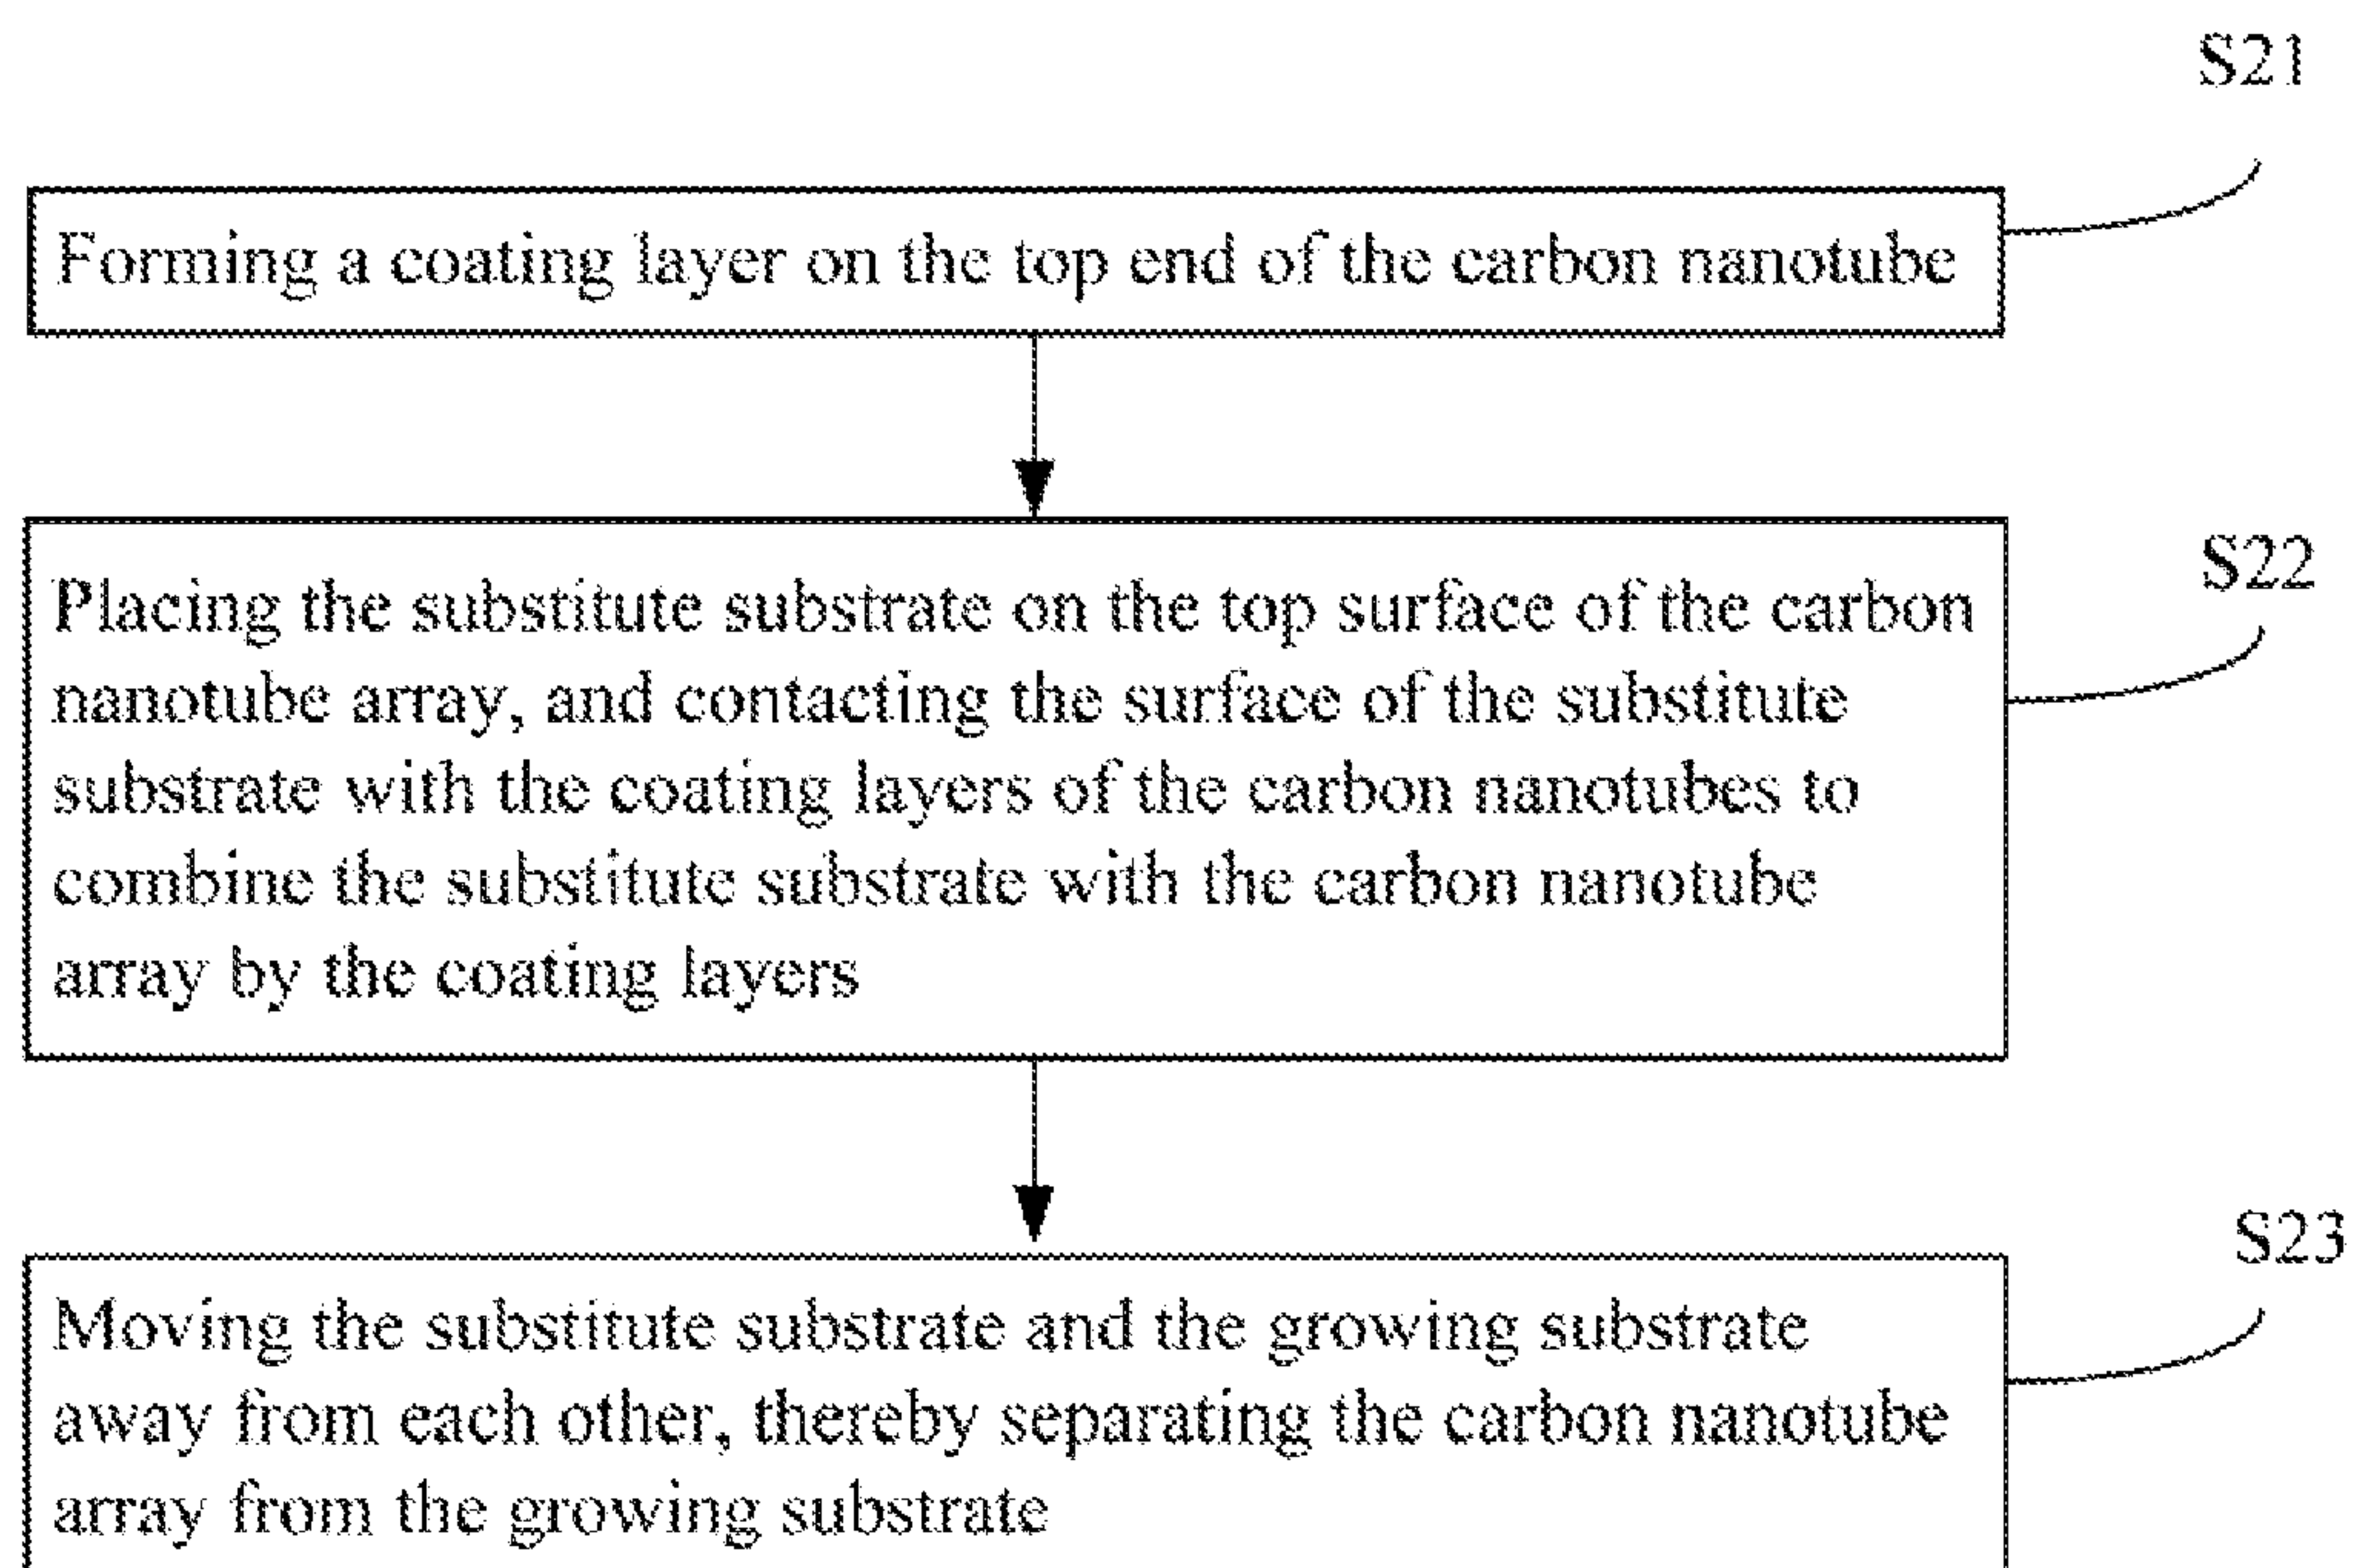 S21
Forming a coating layer on the top end of the carbon nanotube
S22
Placing the substitute substrate on the top surface of the carbon
nanotube array, and contacting the surface of the substitute
substrate with the coating layers of the carbon nanotubes to
combine the substitute substrate with the carbon nanotube
array by the coating layers
S23
Moving the substitute substrate and the growing substrate
away from each other, thereby separating the carbon nanotube
array from the growing substrate